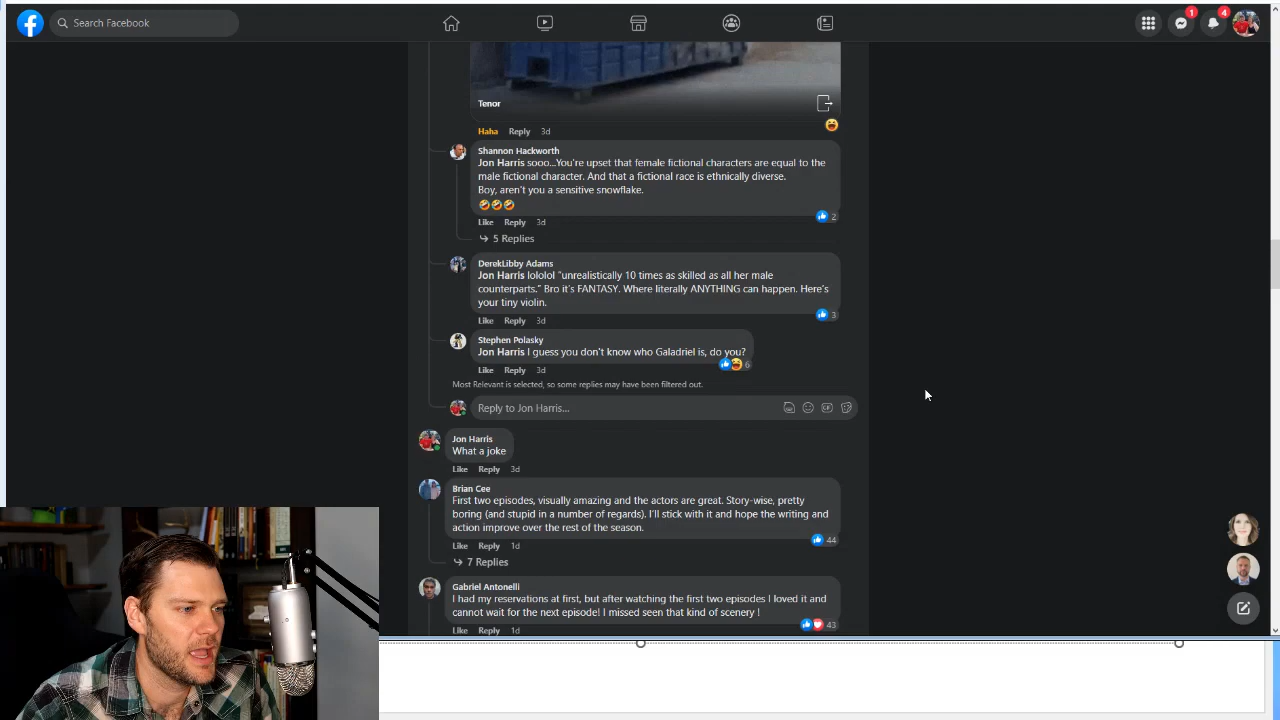 Search Facebook
1
4
Tenor
Haha Reply 3d
Shannon Hackworth
Jon Harris sooo...You're upset that female fictional characters are equal to the
male fictional character. And that a fictional race is ethnically diverse.
Boy, aren't you a sensitive snowflake.
2
Like Reply 3d
5 Replies
DerekLibby Adams
Jon Harris lololol "unrealistically 10 times as skilled as all her male
counterparts." Bro it's FANTASY. Where literally ANYTHING can happen. Here's
your tiny violin.
3
Like Reply 3d
Stephen Polasky
Jon Harris I guess you don't know who Galadriel is, do you?
6
Like Reply 3d
Most Relevant is selected, so some replies may have been filtered out.
Reply to Jon Harris...
GIF
Jon Harris
What a joke
Like Reply 3d
Brian Cee
First two episodes, visually amazing and the actors are great. Story-wise, pretty
boring (and stupid in a number of regards). I'll stick with it and hope the writing and
action improve over the rest of the season.
44
Like Reply 1d
7 Replies
Gabriel Antonelli
I had my reservations at first, but after watching the first two episodes I loved it and
cannot wait for the next episode! I missed seen that kind of scenery !
43
Like Reply 1d